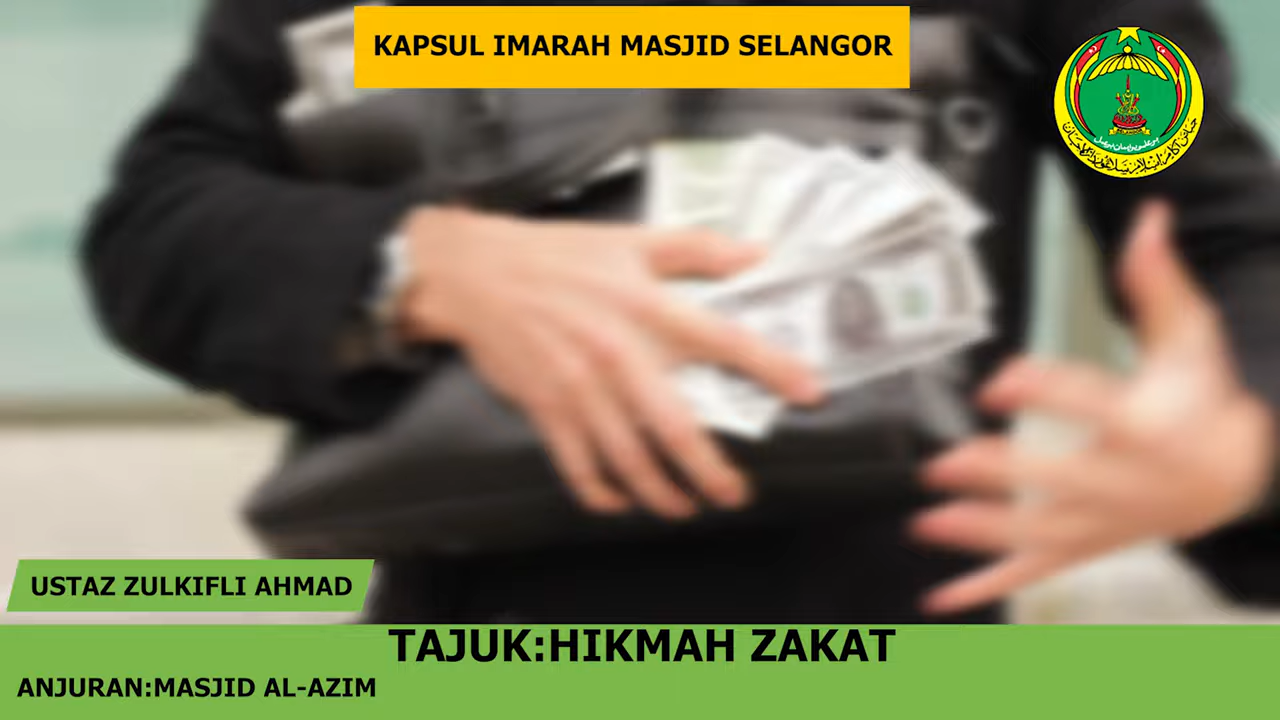 KAPSUL IMARAH MASJID SELANGOR
USTAZ ZULKIFLI AHMAD
TAJUK:HIKMAH ZAKAT
ANJURAN:MASJID AL-AZIM